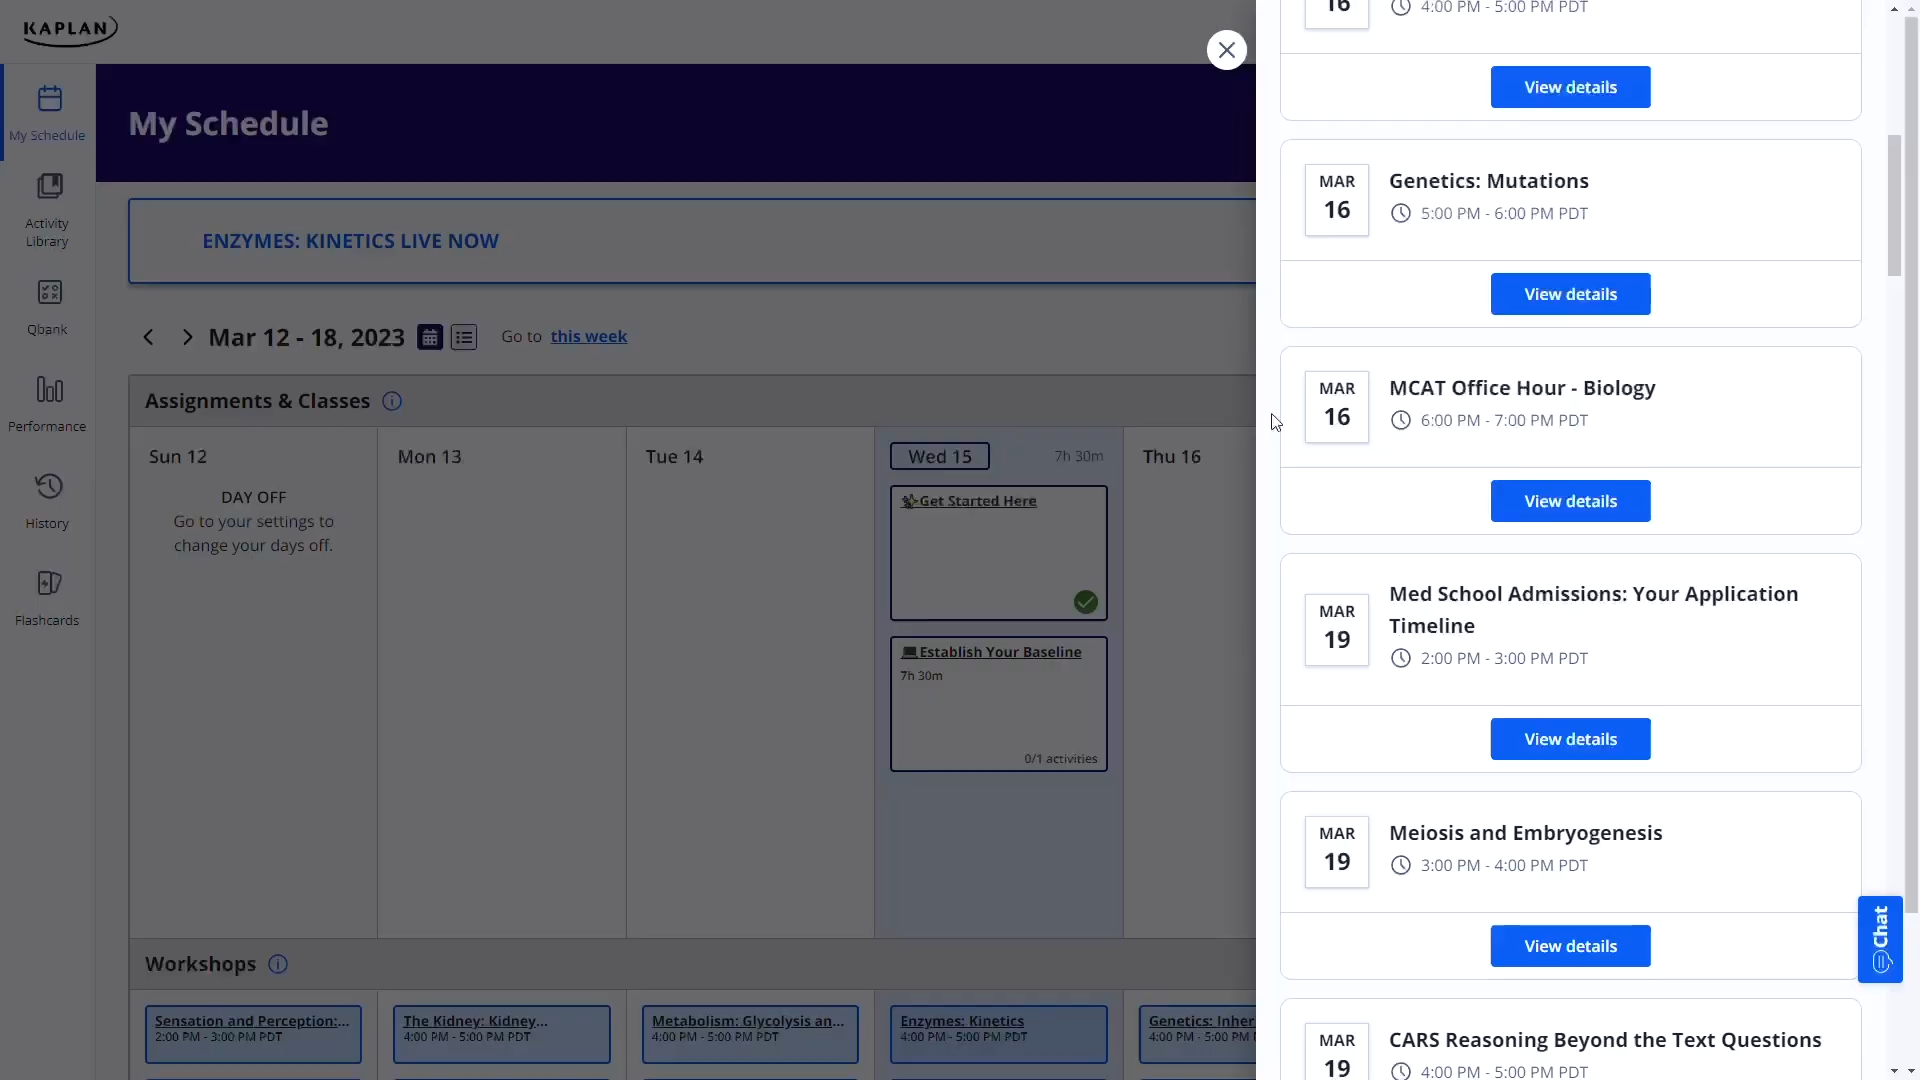 KAPLAN
My Schedule
Activity
Library
Qbank
Performance
History
Flashcards
My Schedule
ENZYMES: KINETICS LIVE NOW
Mar 12 - 18, 2023
Go to this week
Assignments & Classes
Sun 12
DAY OFF
Go to your settings to
change your days off.
Mon 13
Tue 14
Wed 15
7h 30m
Get Started Here
Establish Your Baseline
7h 30m
0/1 activities
Thu 16
Workshops
Sensation and Perception:...
2:00 PM - 3:00 PM PDT
The Kidney: Kidney...
4:00 PM - 5:00 PM PDT
Metabolism: Glycolysis an...
4:00 PM - 5:00 PM PDT
Enzymes: Kinetics
4:00 PM - 5:00 PM PDT
Genetics: Inher
4:00 PM - 5:00 PM
16
4:00 PM - 5:00 PM PDT
View details
MAR
16
Genetics: Mutations
5:00 PM - 6:00 PM PDT
View details
MAR
16
MCAT Office Hour - Biology
6:00 PM - 7:00 PM PDT
View details
MAR
19
Med School Admissions: Your Application
Timeline
2:00 PM - 3:00 PM PDT
View details
MAR
19
Meiosis and Embryogenesis
3:00 PM - 4:00 PM PDT
View details
MAR
19
CARS Reasoning Beyond the Text Questions
4:00 PM - 5:00 PM PDT
Chat